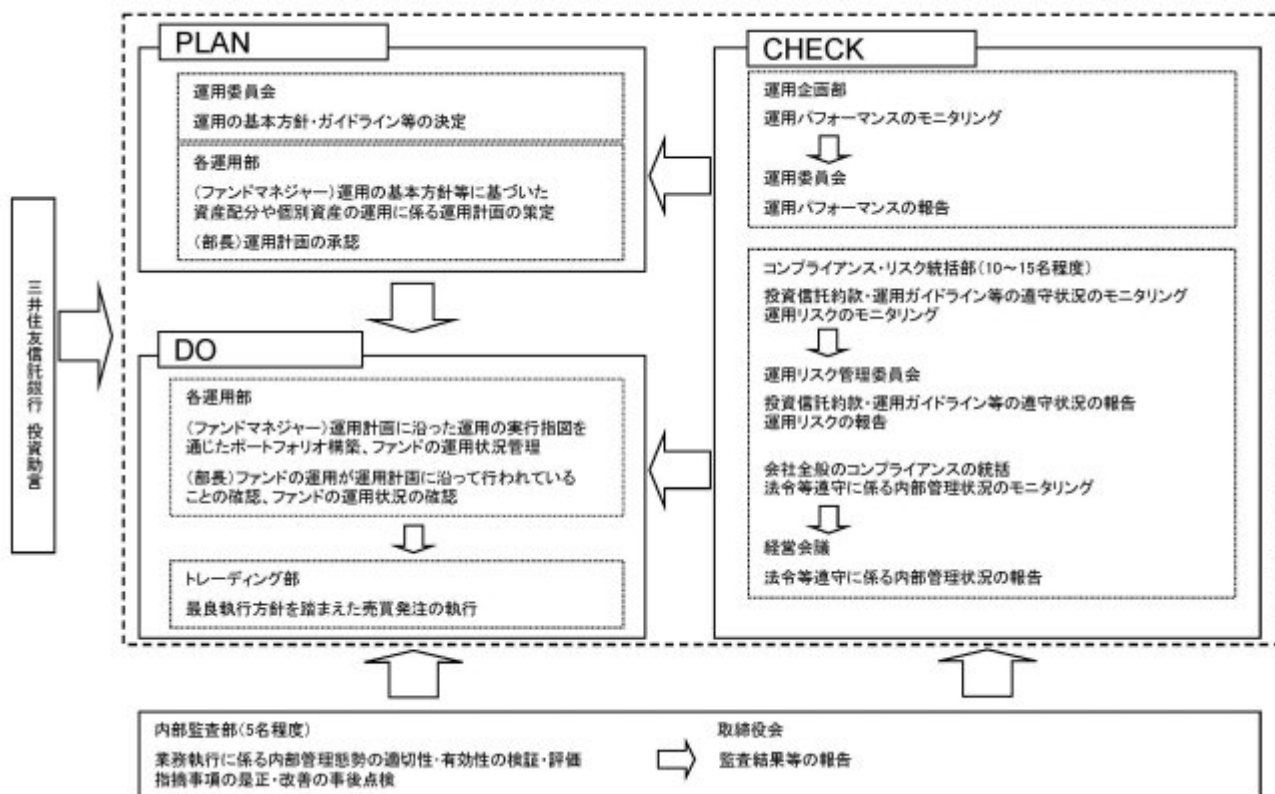 三井住友信託銀行 投資助言
PLAN
運用委員会
運用の基本方針・ガイドライン等の決定
各運用部
(ファンドマネジャー)運用の基本方針等に基づいた
資産配分や個別資産の運用に係る運用計画の策定
(部長)運用計画の承認
DO
各運用部
(ファンドマネジャー)運用計画に沿った運用の実行指図を
通じたポートフォリオ構築、ファンドの運用状況管理
(部長)ファンドの運用が運用計画に沿って行われている
ことの確認、ファンドの運用状況の確認
トレーディング部
最良執行方針を踏まえた売買発注の執行
CHECK
運用企画部
運用パフォーマンスのモニタリング
運用委員会
運用パフォーマンスの報告
コンプライアンス・リスク統括部(10~15名程度)
投資信託約款・運用ガイドライン等の遵守状況のモニタリング
運用リスクのモニタリング
運用リスク管理委員会
投資信託約款・運用ガイドライン等の遵守状況の報告
運用リスクの報告
会社全般のコンプライアンスの統括
法令等遵守に係る内部管理状況のモニタリング
経営会議
法令等遵守に係る内部管理状況の報告
内部監査部(5名程度)
業務執行に係る内部管理態勢の適切性・有効性の検証・評価
指摘事項の是正・改善の事後点検
取締役会
監査結果等の報告